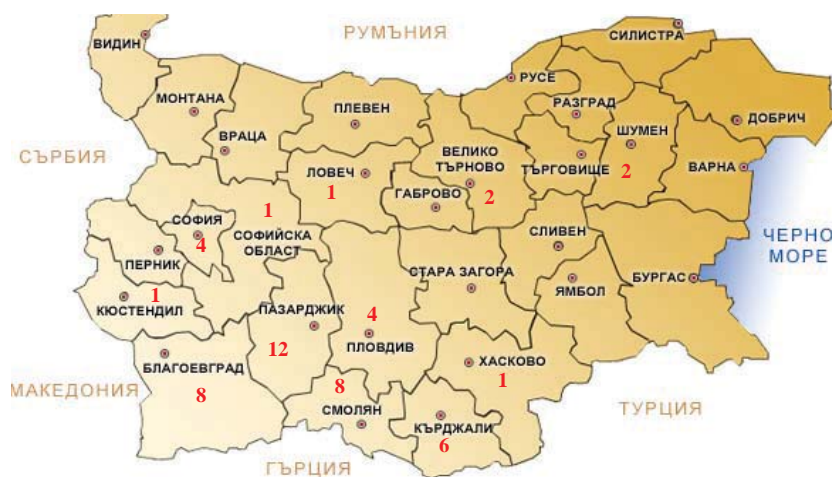 РУМЪНИЯ
СИЛИСТРА
ВИДИН
РУСЕ
МОНТАНА
ПЛЕВЕН
РАЗГРАД
ДОБРИЧ
ВРАЦА
ВЕЛИКО
ТЪРНОВО
2
ШУМЕН
2
СЪРБИЯ
ЛОВЕЧ
1
ТЪРГОВИЩЕ
ВАРНА
ГАБРОВО
СОФИЯ
4
1
СОФИЙСКА
ОБЛАСТ
СЛИВЕН
ЧЕРНО
МОРЕ
ПЕРНИК
СТАРА ЗАГОРА
ЯМБОЛ
БУРГАС
1
КЮСТЕНДИЛ
ПАЗАРДЖИК
12
4
ПЛОВДИВ
БЛАГОЕВГРАД
8
ХАСКОВО
1
МАКЕДОНИЯ
8
СМОЛЯН
КЪРДЖАЛИ
6
ТУРЦИЯ
ГЪРЦИЯ